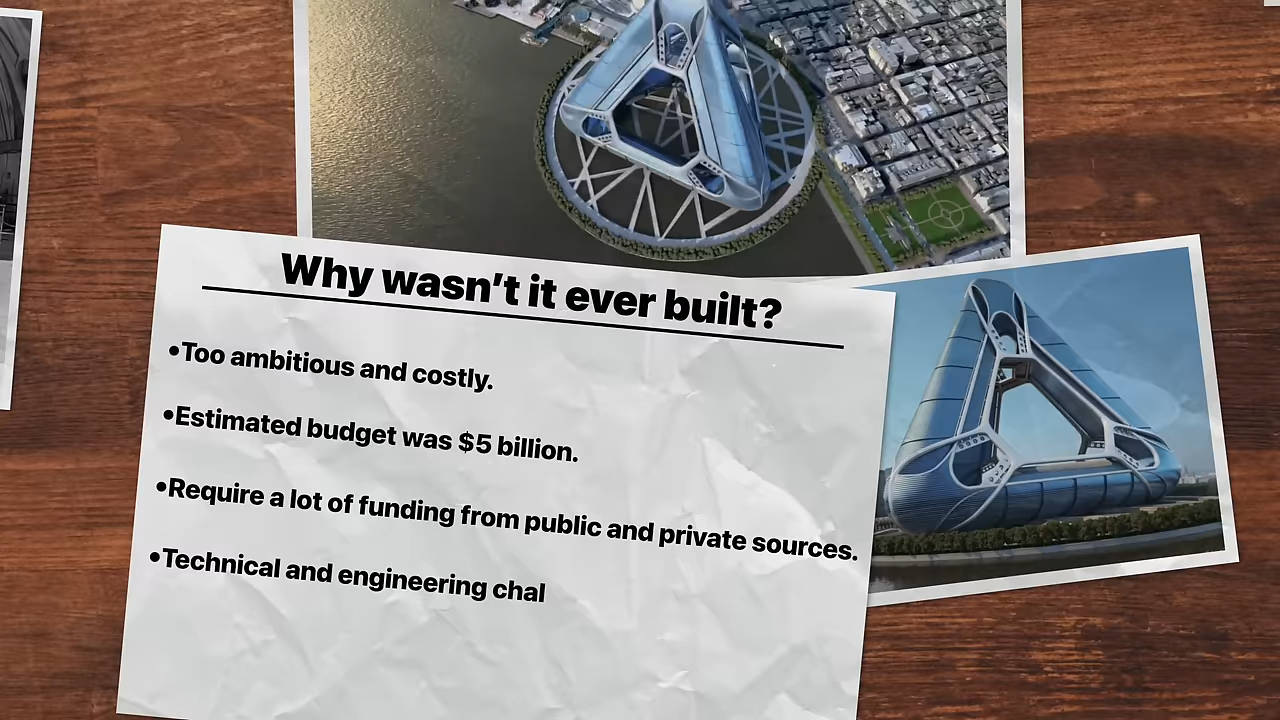 Why wasn't it ever built?
•Too ambitious and costly.
•Estimated budget was $5 billion.
•Require a lot of funding from public and private sources.
•Technical and engineering chal